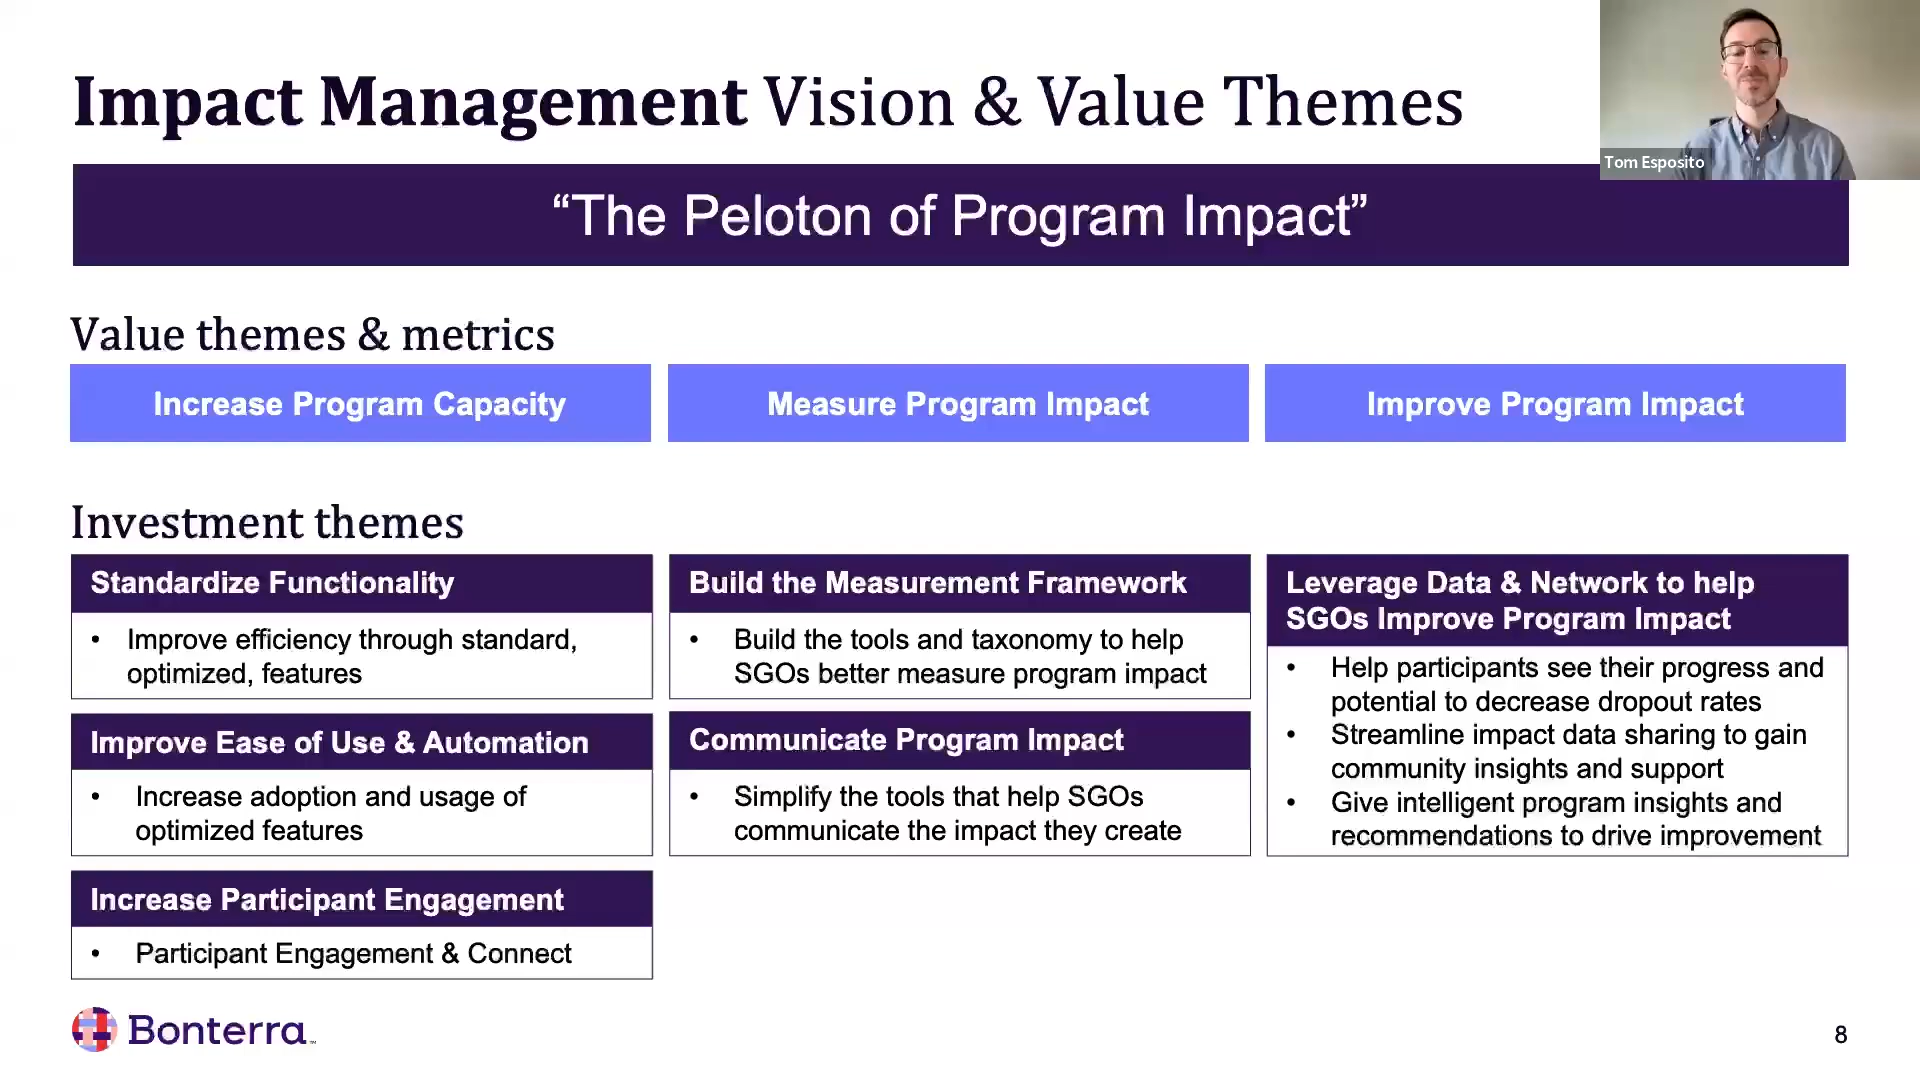 Impact Management Vision & Value Themes
Tom Esposito
“The Peloton of Program Impact”
Value themes & metrics
Increase Program Capacity
Measure Program Impact
Improve Program Impact
Investment themes
Standardize Functionality
• Improve efficiency through standard,
optimized, features
Improve Ease of Use & Automation
• Increase adoption and usage of
optimized features
Increase Participant Engagement
• Participant Engagement & Connect
Build the Measurement Framework
• Build the tools and taxonomy to help
SGOs better measure program impact
Communicate Program Impact
• Simplify the tools that help SGOs
communicate the impact they create
Leverage Data & Network to help
SGOs Improve Program Impact
• Help participants see their progress and
potential to decrease dropout rates
• Streamline impact data sharing to gain
community insights and support
• Give intelligent program insights and
recommendations to drive improvement
Bonterra™
8